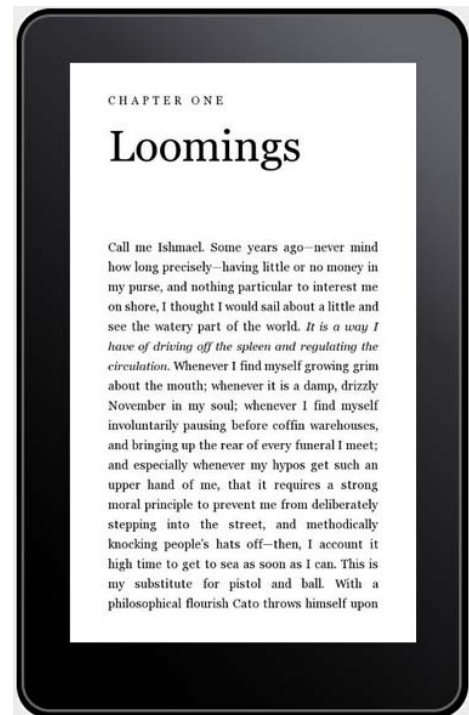 CHAPTER ONE
Loomings
Call me Ishmael. Some years ago—never mind
how long precisely—having little or no money in
my purse, and nothing particular to interest me
on shore, I thought I would sail about a little and
see the watery part of the world. It is a way I
have of driving off the spleen and regulating the
circulation. Whenever I find myself growing grim
about the mouth; whenever it is a damp, drizzly
November in my soul; whenever I find myself
involuntarily pausing before coffin warehouses,
and bringing up the rear of every funeral I meet;
and especially whenever my hypos get such an
upper hand of me, that it requires a strong
moral principle to prevent me from deliberately
stepping into the street, and methodically
knocking people's hats off—then, I account it
high time to get to sea as soon as I can. This is
my substitute for pistol and ball. With a
philosophical flourish Cato throws himself upon